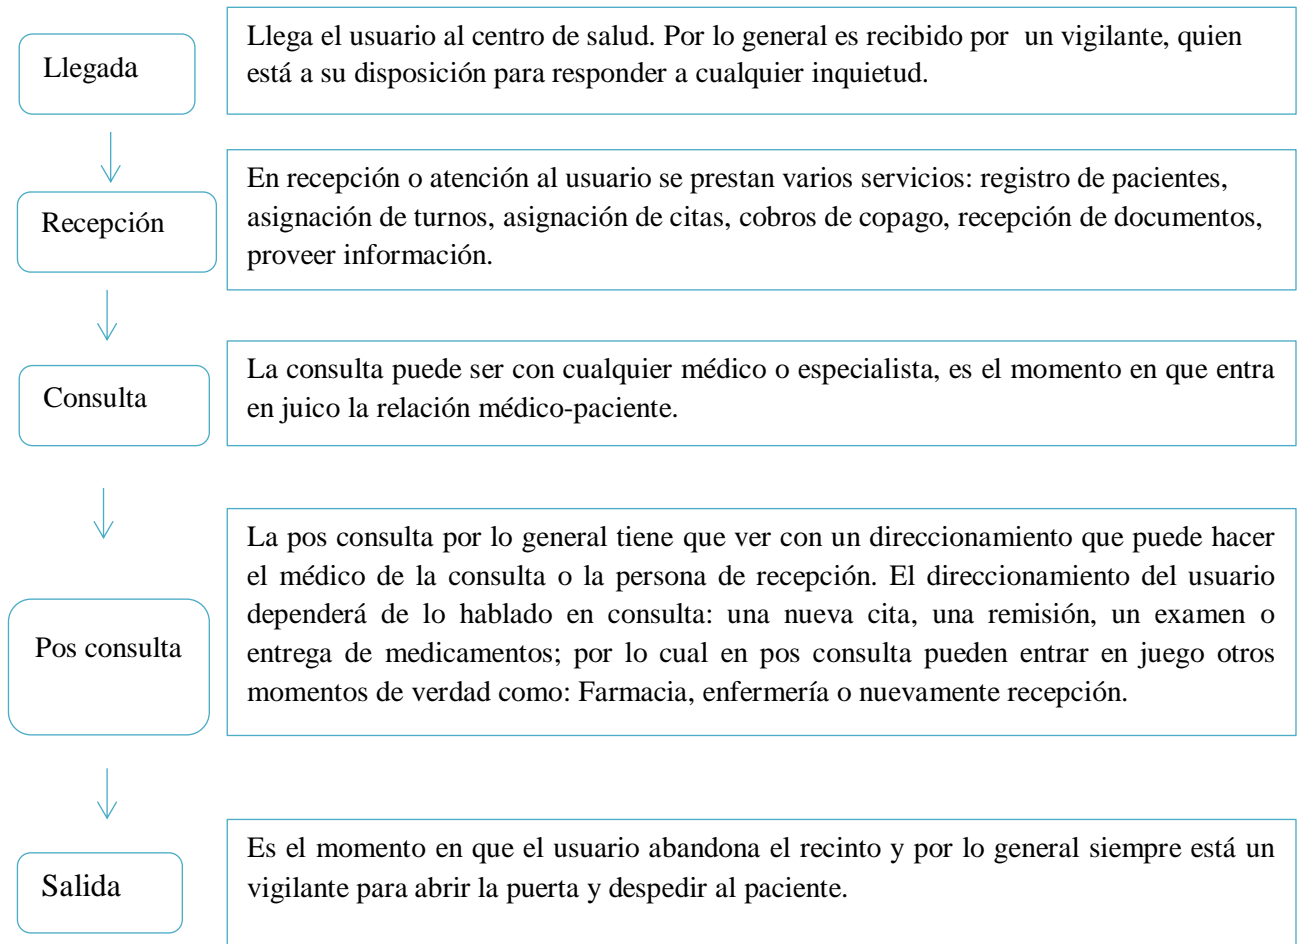 Llegada
Llega el usuario al centro de salud. Por lo general es recibido por un vigilante, quien
está a su disposición para responder a cualquier inquietud.
Recepción
En recepción o atención al usuario se prestan varios servicios: registro de pacientes,
asignación de turnos, asignación de citas, cobros de copago, recepción de documentos,
proveer información.
Consulta
La consulta puede ser con cualquier médico o especialista, es el momento en que entra
en juico la relación médico-paciente.
Pos consulta
La pos consulta por lo general tiene que ver con un direccionamiento que puede hacer
el médico de la consulta o la persona de recepción. El direccionamiento del usuario
dependerá de lo hablado en consulta: una nueva cita, una remisión, un examen o
entrega de medicamentos; por lo cual en pos consulta pueden entrar en juego otros
momentos de verdad como: Farmacia, enfermería o nuevamente recepción.
Salida
Es el momento en que el usuario abandona el recinto y por lo general siempre está un
vigilante para abrir la puerta y despedir al paciente.